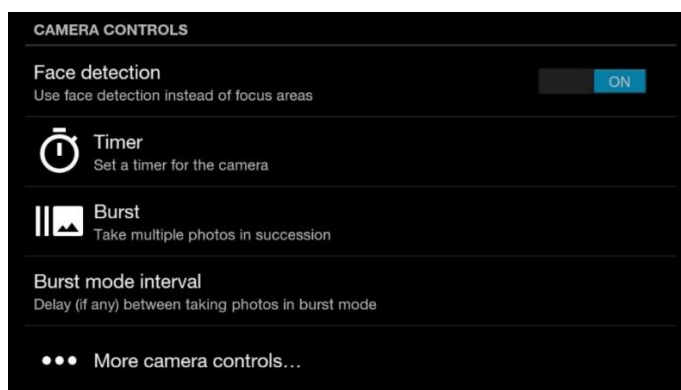 CAMERA CONTROLS
Face detection
Use face detection instead of focus areas
ON
Timer
Set a timer for the camera
Burst
Take multiple photos in succession
Burst mode interval
Delay (if any) between taking photos in burst mode
More camera controls...